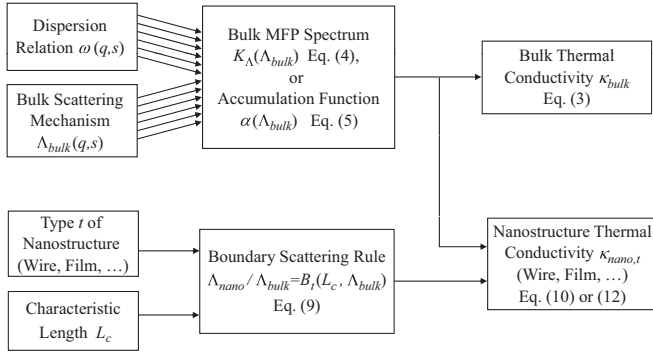 Dispersion
Relation ω(q,s)
Bulk Scattering
Mechanism
Λbulk(q,s)
Bulk MFP Spectrum
KΛ(Λbulk) Eq. (4),
or
Accumulation Function
α(Λbulk) Eq. (5)
Bulk Thermal
Conductivity κbulk
Eq. (3)
Type t of
Nanostructure
(Wire, Film, …)
Characteristic
Length Lc
Boundary Scattering Rule
Λnano/Λbulk=Bt(Lc, Λbulk)
Eq. (9)
Nanostructure Thermal
Conductivity κnano,t
(Wire, Film, …)
Eq. (10) or (12)